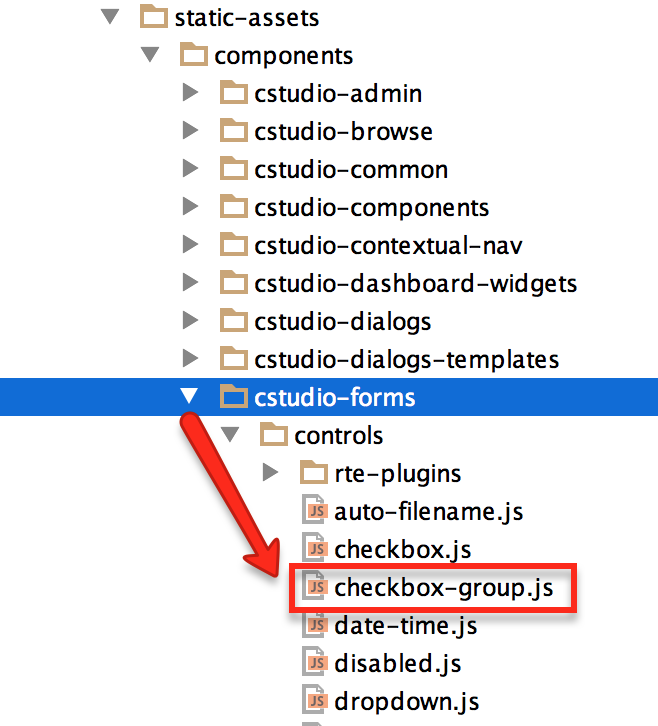 static-assets
components
cstudio-admin
cstudio-browse
cstudio-common
cstudio-components
cstudio-contextual-nav
cstudio-dashboard-widgets
cstudio-dialogs
cstudio-dialogs-templates
cstudio-forms
controls
rte-plugins
JS auto-filename.js
JS checkbox.js
JS checkbox-group.js
JS date-time.js
JS disabled.js
JS dropdown.js